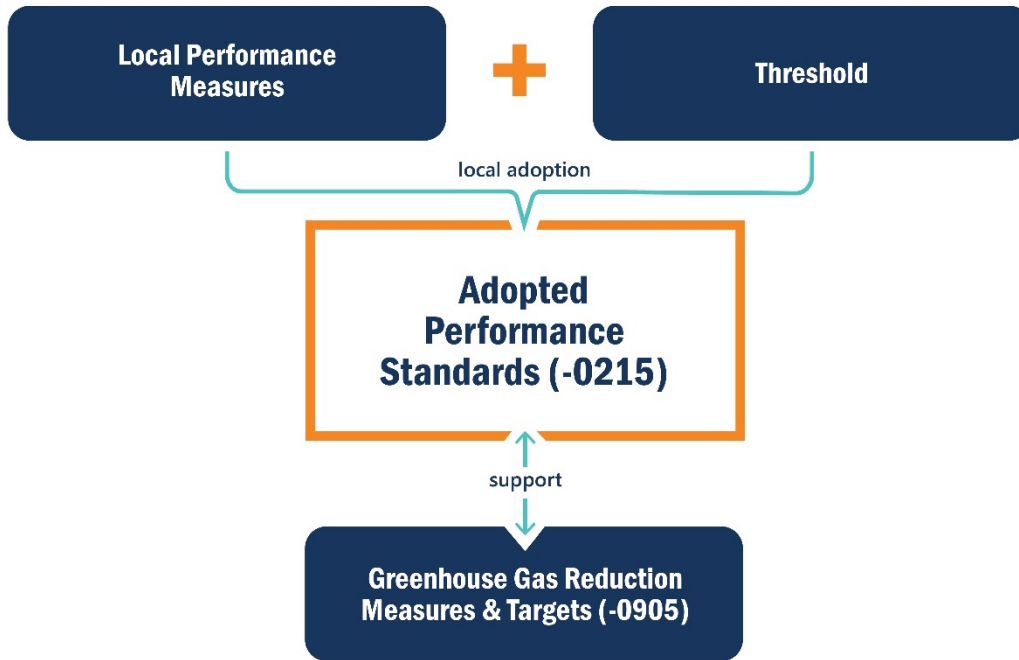 Local Performance
Measures
+
Threshold
local adoption
Adopted
Performance
Standards (-0215)
support
Greenhouse Gas Reduction
Measures & Targets (-0905)